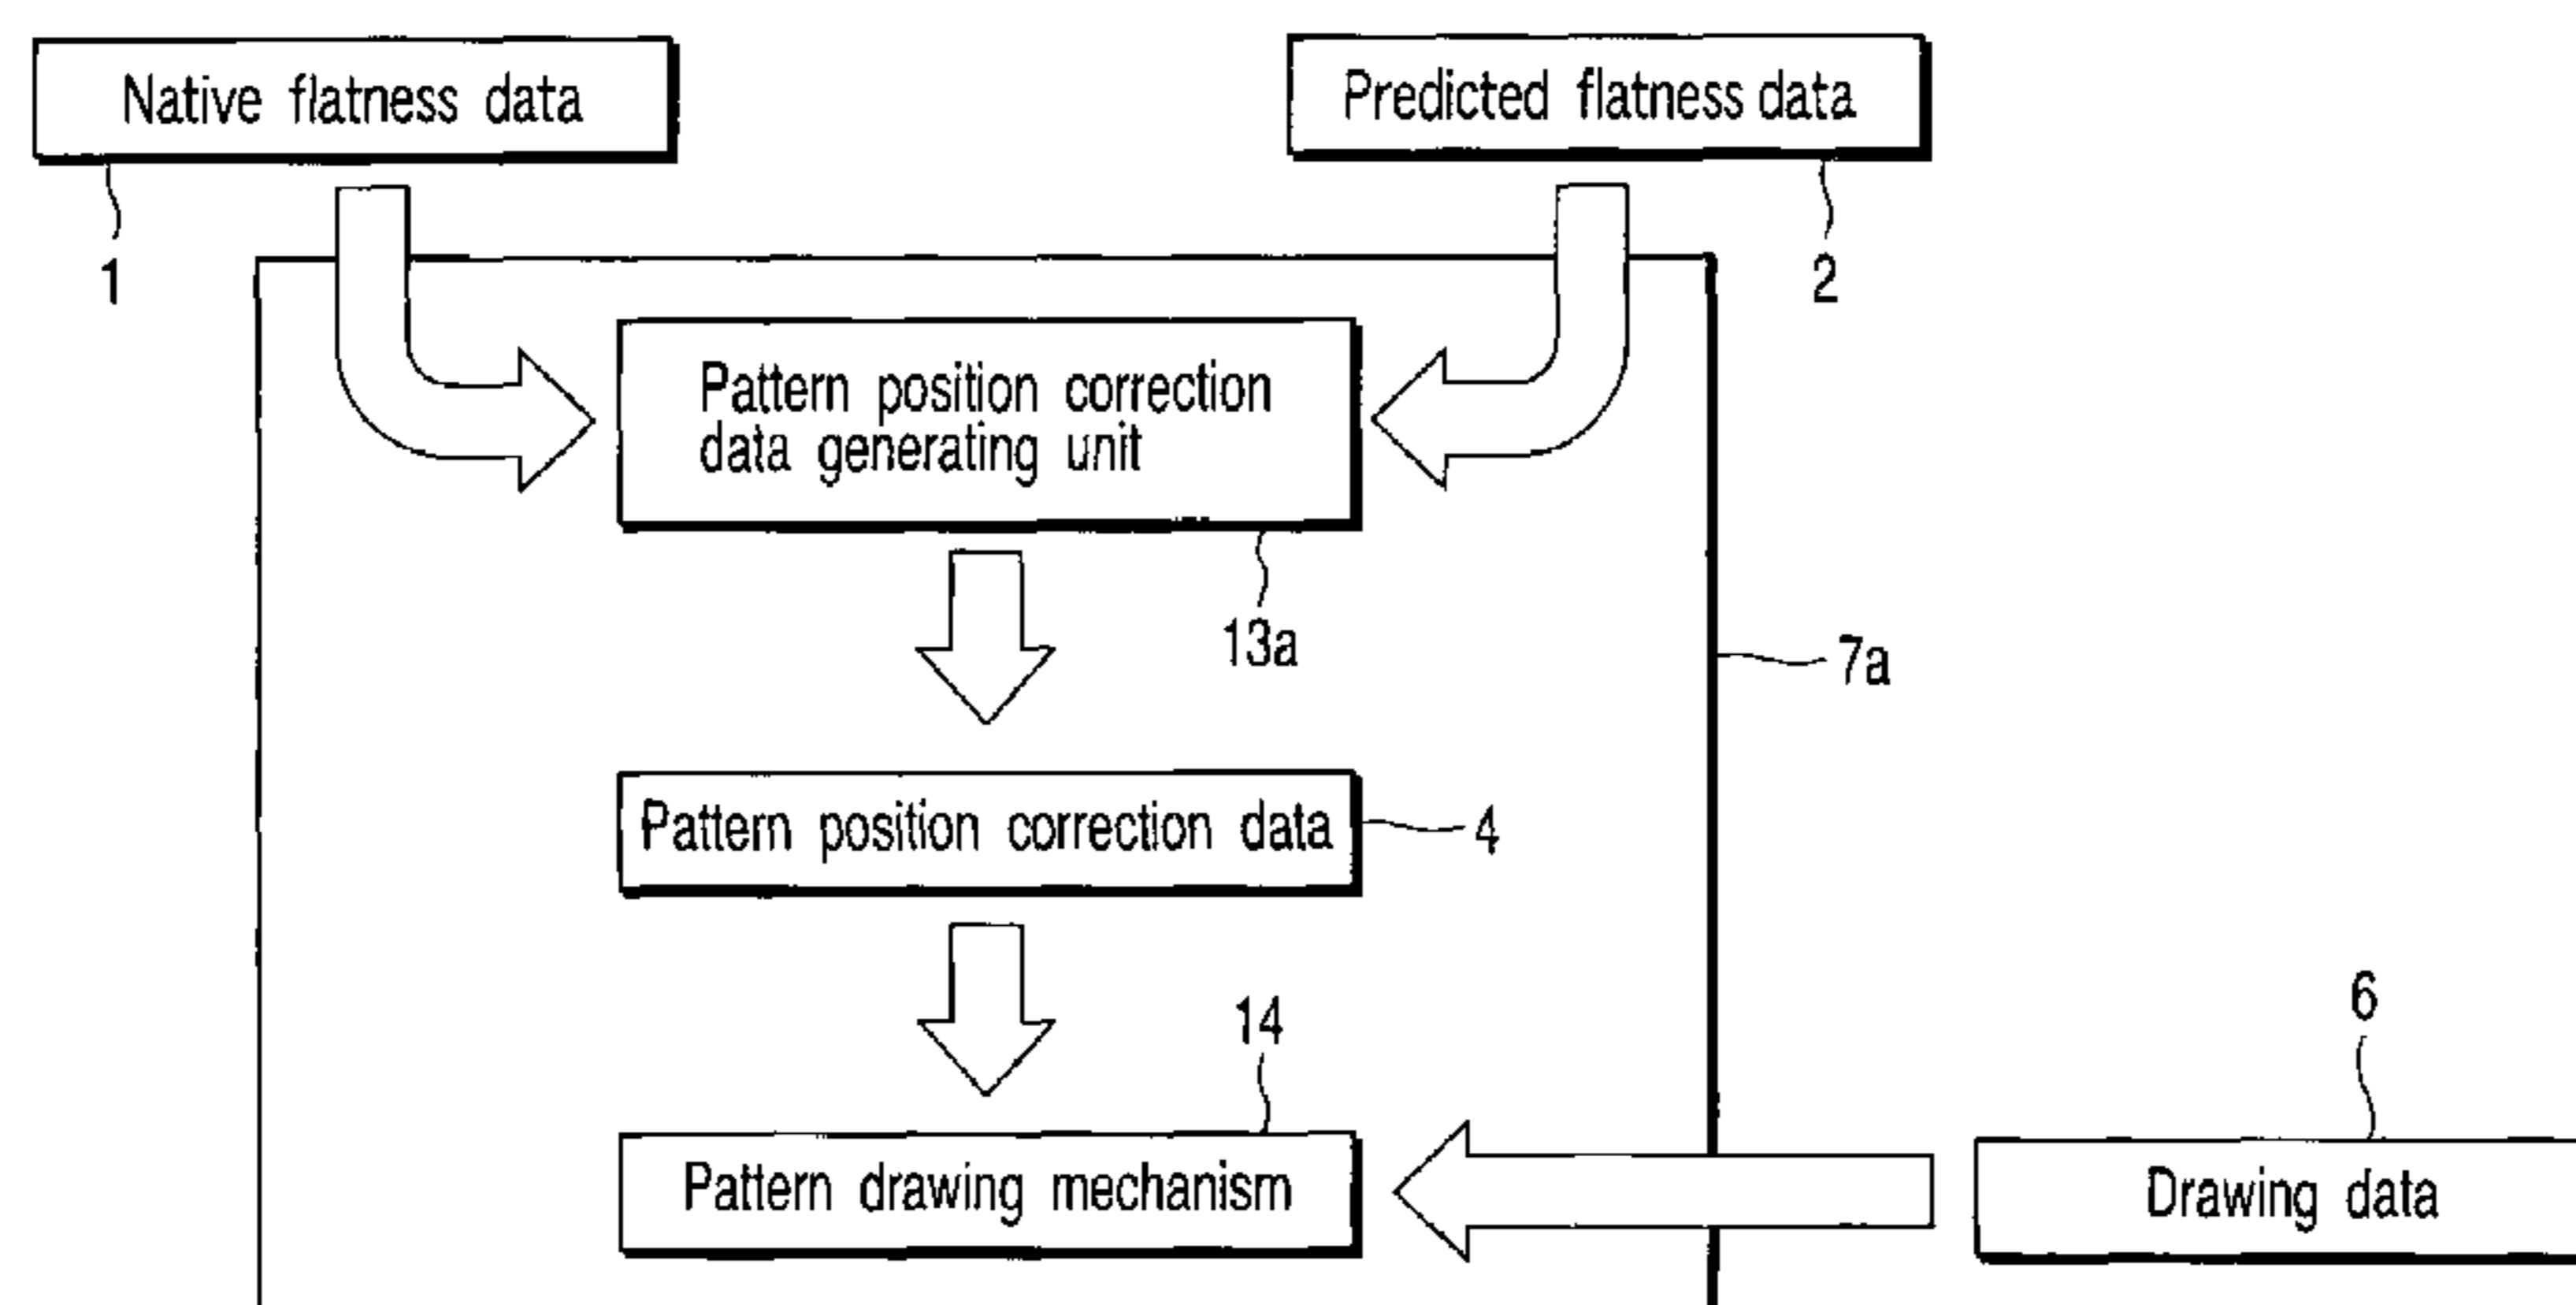 Native flatness data
Predicted flatness data
1
2
Pattern position correction
data generating unit
13a
7a
Pattern position correction data
4
14
6
Pattern drawing mechanism
Drawing data